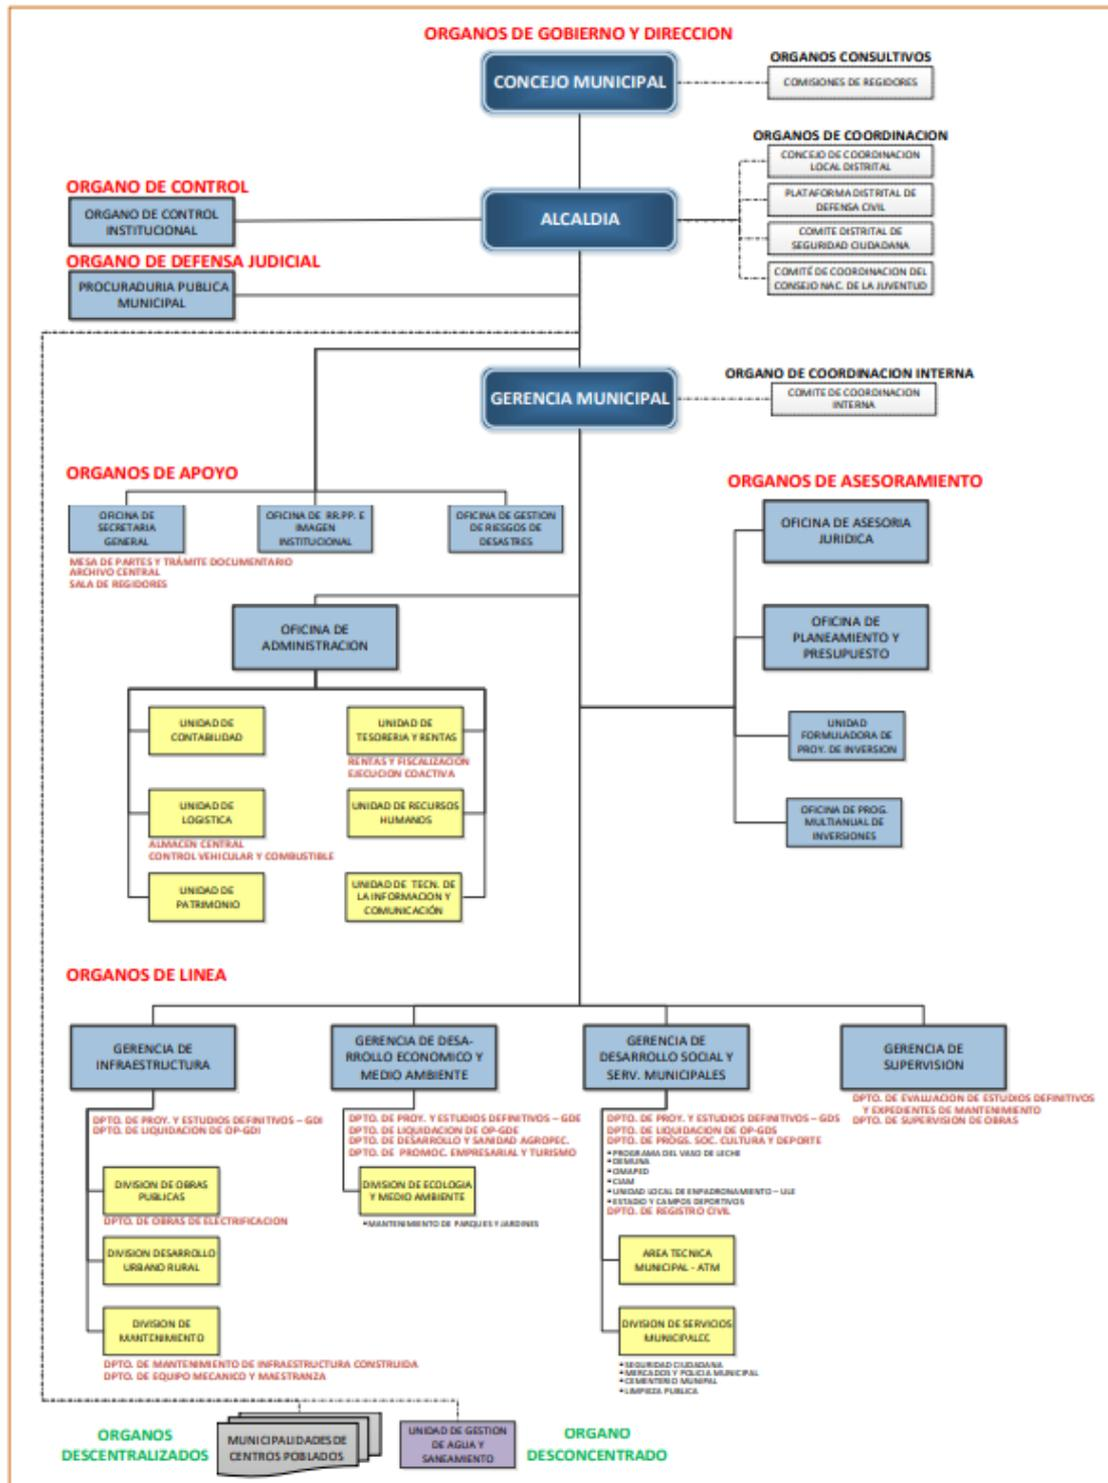 ORGANOS DE GOBIERNO Y DIRECCION
CONCEJO MUNICIPAL
ORGANOS CONSULTIVOS
COMISIONES DE REGIDORES
ORGANOS DE COORDINACION
CONCEJO DE COORDINACION
LOCAL DISTRITAL
PLATAFORMA DISTRITAL DE
DEFENSA CIVIL
COMITE DISTRITAL DE
SEGURIDAD CIUDADANA
COMITÉ DE COORDINACION DEL
CONSEJO NAC. DE LA JUVENTUD
ORGANO DE CONTROL
ORGANO DE CONTROL
INSTITUCIONAL
ALCALDIA
ORGANO DE DEFENSA JUDICIAL
PROCURADURIA PUBLICA
MUNICIPAL
GERENCIA MUNICIPAL
ORGANO DE COORDINACION INTERNA
COMITE DE COORDINACION
INTERNA
ORGANOS DE APOYO
OFICINA DE
SECRETARIA
GENERAL
OFICINA DE RR.PP. E
IMAGEN
INSTITUCIONAL
OFICINA DE GESTION
DE RIESGOS DE
DESASTRES
MESA DE PARTES Y TRÁMITE DOCUMENTARIO
ARCHIVO CENTRAL
SALA DE REGIDORES
ORGANOS DE ASESORAMIENTO
OFICINA DE ASESORIA
JURIDICA
OFICINA DE
PLANEAMIENTO Y
PRESUPUESTO
UNIDAD
FORMULADORA DE
PROY. DE INVERSION
OFICINA DE PROG.
MULTIANUAL DE
INVERSIONES
OFICINA DE
ADMINISTRACION
UNIDAD DE
CONTABILIDAD
UNIDAD DE
TESORERIA Y RENTAS
RENTAS Y FISCALIZACION
EJECUCION COACTIVA
UNIDAD DE
LOGISTICA
ALMACEN CENTRAL
CONTROL VEHICULAR Y COMBUSTIBLE
UNIDAD DE RECURSOS
HUMANOS
UNIDAD DE
PATRIMONIO
UNIDAD DE TECN. DE
LA INFORMACION Y
COMUNICACIÓN
ORGANOS DE LINEA
GERENCIA DE
INFRAESTRUCTURA
DPTO. DE PROY. Y ESTUDIOS DEFINITIVOS – GDI
DPTO. DE LIQUIDACION DE OP-GDI
DIVISION DE OBRAS
PUBLICAS
DPTO. DE OBRAS DE ELECTRIFICACION
DIVISION DESARROLLO
URBANO RURAL
DIVISION DE
MANTENIMIENTO
DPTO. DE MANTENIMIENTO DE INFRAESTRUCTURA CONSTRUIDA
DPTO. DE EQUIPO MECANICO Y MAESTRANZA
GERENCIA DE DESA-
RROLLO ECONOMICO Y
MEDIO AMBIENTE
DPTO. DE PROY. Y ESTUDIOS DEFINITIVOS – GDE
DPTO. DE LIQUIDACION DE OP-GDE
DPTO. DE DESARROLLO Y SANIDAD AGROPEC.
DPTO. DE PROMOC. EMPRESARIAL Y TURISMO
DIVISION DE ECOLOGIA
Y MEDIO AMBIENTE
•MANTENIMIENTO DE PARQUES Y JARDINES
GERENCIA DE
DESARROLLO SOCIAL Y
SERV. MUNICIPALES
DPTO. DE PROY. Y ESTUDIOS DEFINITIVOS – GDS
DPTO. DE LIQUIDACION DE OP-GDS
DPTO. DE PROGS. SOC. CULTURA Y DEPORTE
•PROGRAMA DEL VASO DE LECHE
•DEMUNA
•OMAPED
•CIAM
•UNIDAD LOCAL DE EMPADRONAMIENTO – ULE
•ESTADIO Y CAMPOS DEPORTIVOS
DPTO. DE REGISTRO CIVIL
AREA TECNICA
MUNICIPAL - ATM
DIVISION DE SERVICIOS
MUNICIPALEC
•SEGURIDAD CIUDADANA
•MERCADOS Y POLICIA MUNICIPAL
•CEMENTERIO MUNIPAL
•LIMPIEZA PUBLICA
GERENCIA DE
SUPERVISION
DPTO. DE EVALUACION DE ESTUDIOS DEFINITIVOS
Y EXPEDIENTES DE MANTENIMIENTO
DPTO. DE SUPERVISION DE OBRAS
ORGANOS
DESCENTRALIZADOS
MUNICIPALIDADES DE
CENTROS POBLADOS
UNIDAD DE GESTION
DE AGUA Y
SANEAMIENTO
ORGANO
DESCONCENTRADO